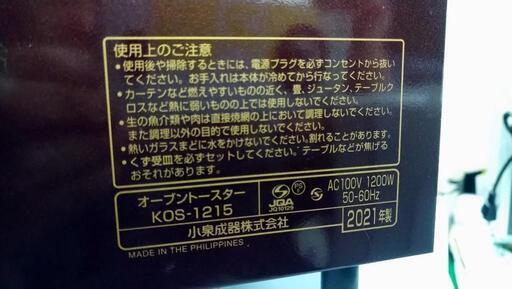 使用上のご注意
●使用後や掃除するときには、電源プラグを必ずコンセントから抜い
てください。お手入れは本体が冷めてから行なってください。
●カーテンなど燃えやすいものの近く、畳、ジュータン、テーブルク
ロスなど熱に弱いものの上では使用しないでください。
●生の魚介類や肉は直接焼網の上において調理しないでください。
また調理以外の目的で使用しないでください。
●熱いガラスまどに水をかけないでください。割れることがあります。
●くず受皿を必ずセットしてください。テーブルなどが焦げる
おそれがあります。
オーブントースター
KOS-1215
JQA
JQ10129
PS
E
AC100V 1200W
50-60Hz
小泉成器株式会社
2021年製
MADE IN THE PHILIPPINES